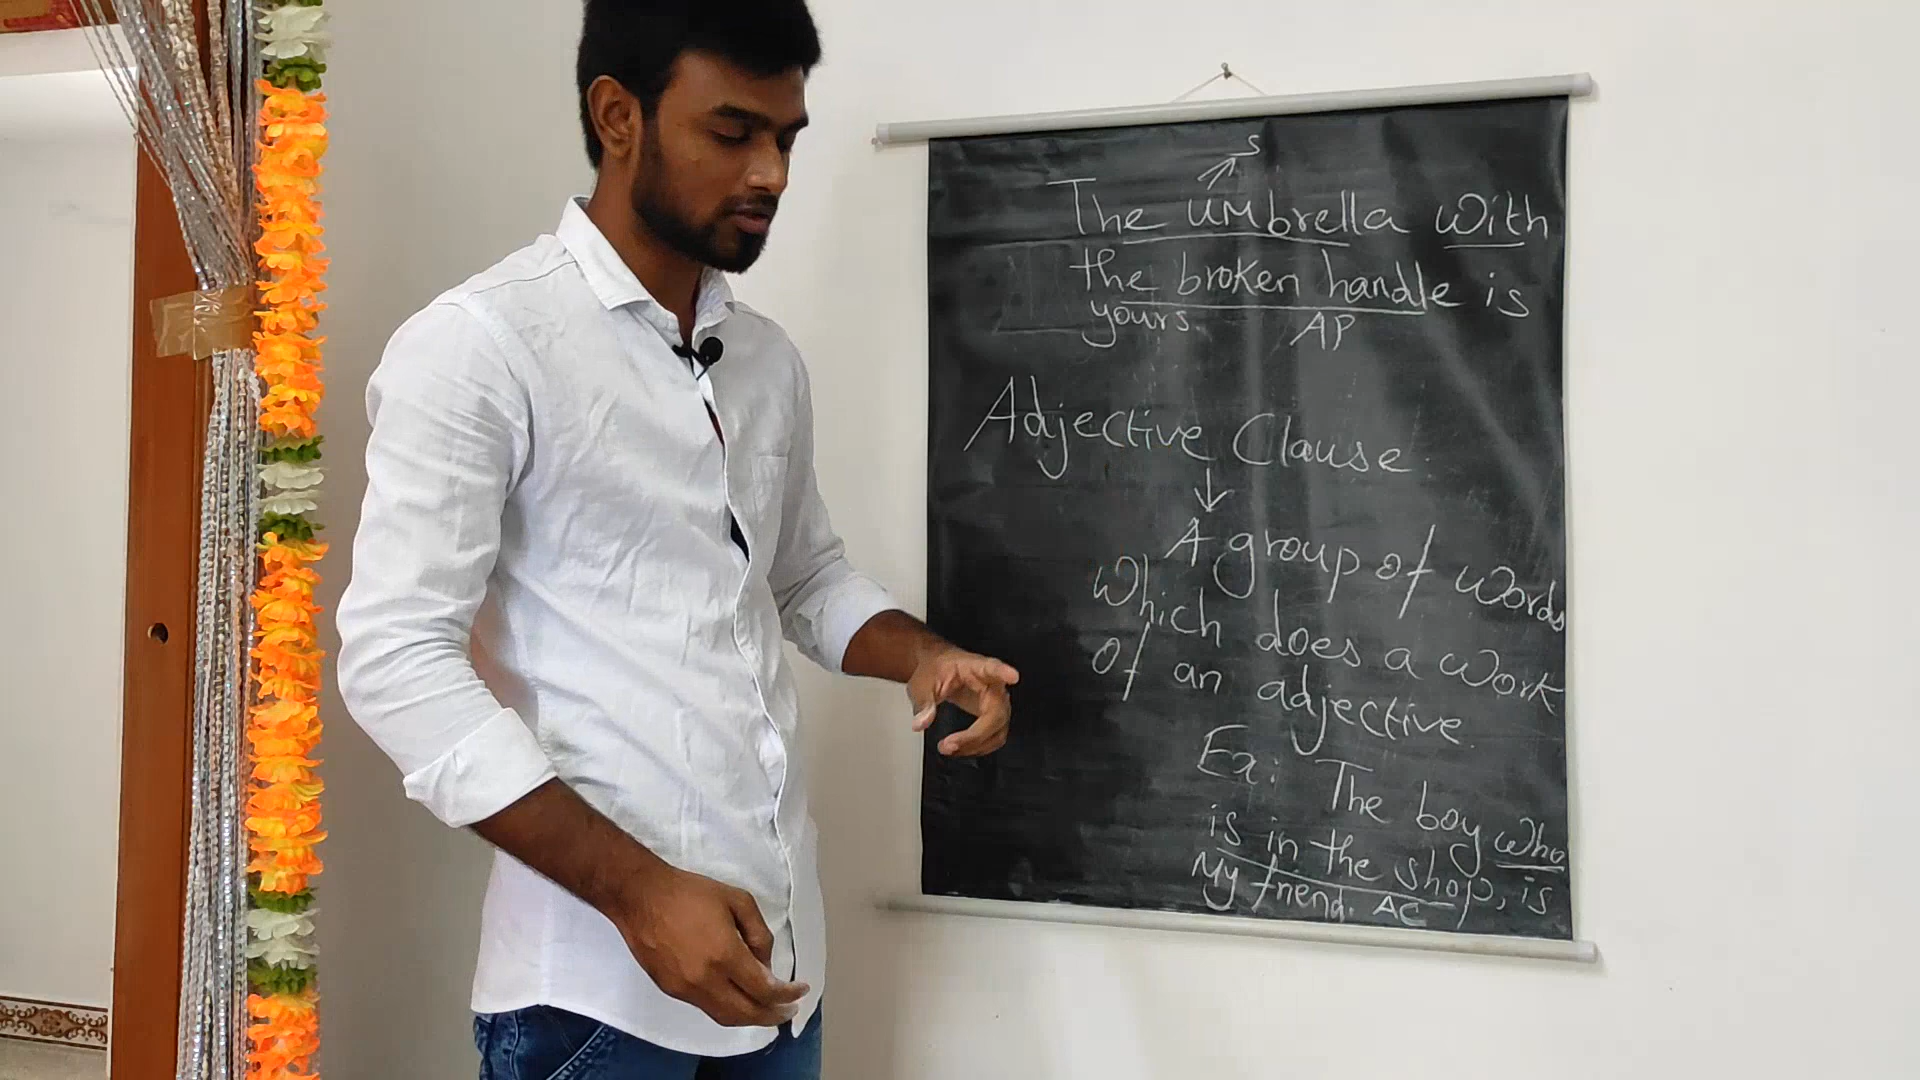 S
The umbrella with
the broken handle is
yours AP
Adjective Clause
A group of words
Which does a work
Of an adjective.
Ex: The boy who
is in the shop, is
My friend. AC